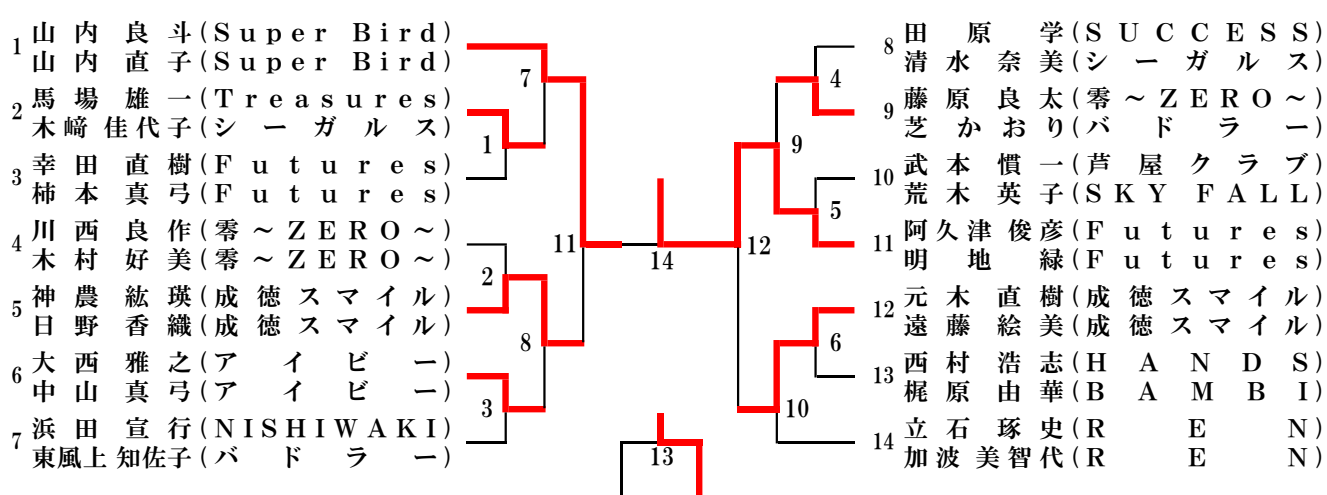 1 山内良斗(Super Bird)
山内直子(Super Bird)
2 馬場雄一(Treasures)
木﨑佳代子(シーガルス)
3 幸田直樹(Futures)
柿本真弓(Futures)
4 川西良作(零～ZERO～)
木村好美(零～ZERO～)
5 神農紘瑛(成徳スマイル)
日野香織(成徳スマイル)
6 大西雅之(アイビー)
中山真弓(アイビー)
7 浜田宣行(NISHIWAKI)
東風上知佐子(バドラー)
7
1
11
2
8
3
14
13
4
9
5
12
6
10
8 田原学(SUCCESS)
清水奈美(シーガルス)
9 藤原良太(零～ZERO～)
芝かおり(バドラー)
10 武本慣一(芦屋クラブ)
荒木英子(SKY FALL)
11 阿久津俊彦(Futures)
明地緑(Futures)
12 元木直樹(成徳スマイル)
遠藤絵美(成徳スマイル)
13 西村浩志(HANDS)
梶原由華(BAMBI)
14 立石琢史(REN)
加波美智代(REN)